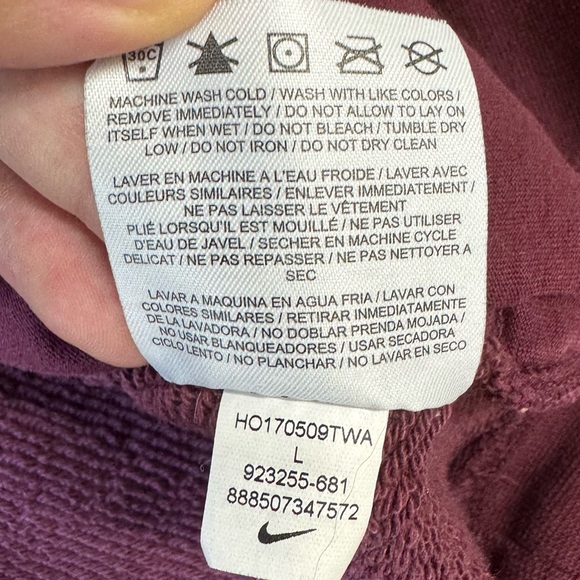 30C
MACHINE WASH COLD / WASH WITH LIKE COLORS /
REMOVE IMMEDIATELY / DO NOT ALLOW TO LAY ON
ITSELF WHEN WET / DO NOT BLEACH / TUMBLE DRY
LOW / DO NOT IRON / DO NOT DRY CLEAN
LAVER EN MACHINE A L'EAU FROIDE / LAVER AVEC
COULEURS SIMILAIRES / ENLEVER IMMEDIATEMENT /
NE PAS LAISSER LE VÊTEMENT
PLIÉ LORSQU'IL EST MOUILLÉ / NE PAS UTILISER
D'EAU DE JAVEL / SECHER EN MACHINE CYCLE
DELICAT / NE PAS REPASSER / NE PAS NETTOYER A
SEC
LAVAR A MAQUINA EN AGUA FRIA / LAVAR CON
COLORES SIMILARES / RETIRAR INMEDIATAMENTE
DE LA LAVADORA / NO DOBLAR PRENDA MOJADA /
NO USAR BLANQUEADORES / USAR SECADORA
CICLO LENTO / NO PLANCHAR / NO LAVAR EN SECO
HO170509TWA
L
923255-681
888507347572